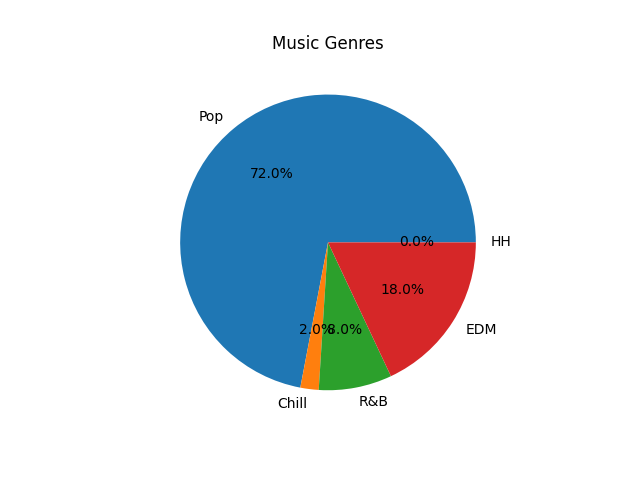 Music Genres
Pop
72.0%
0.0%
HH
18.0%
2.0%
8.0%
EDM
Chill
R&B